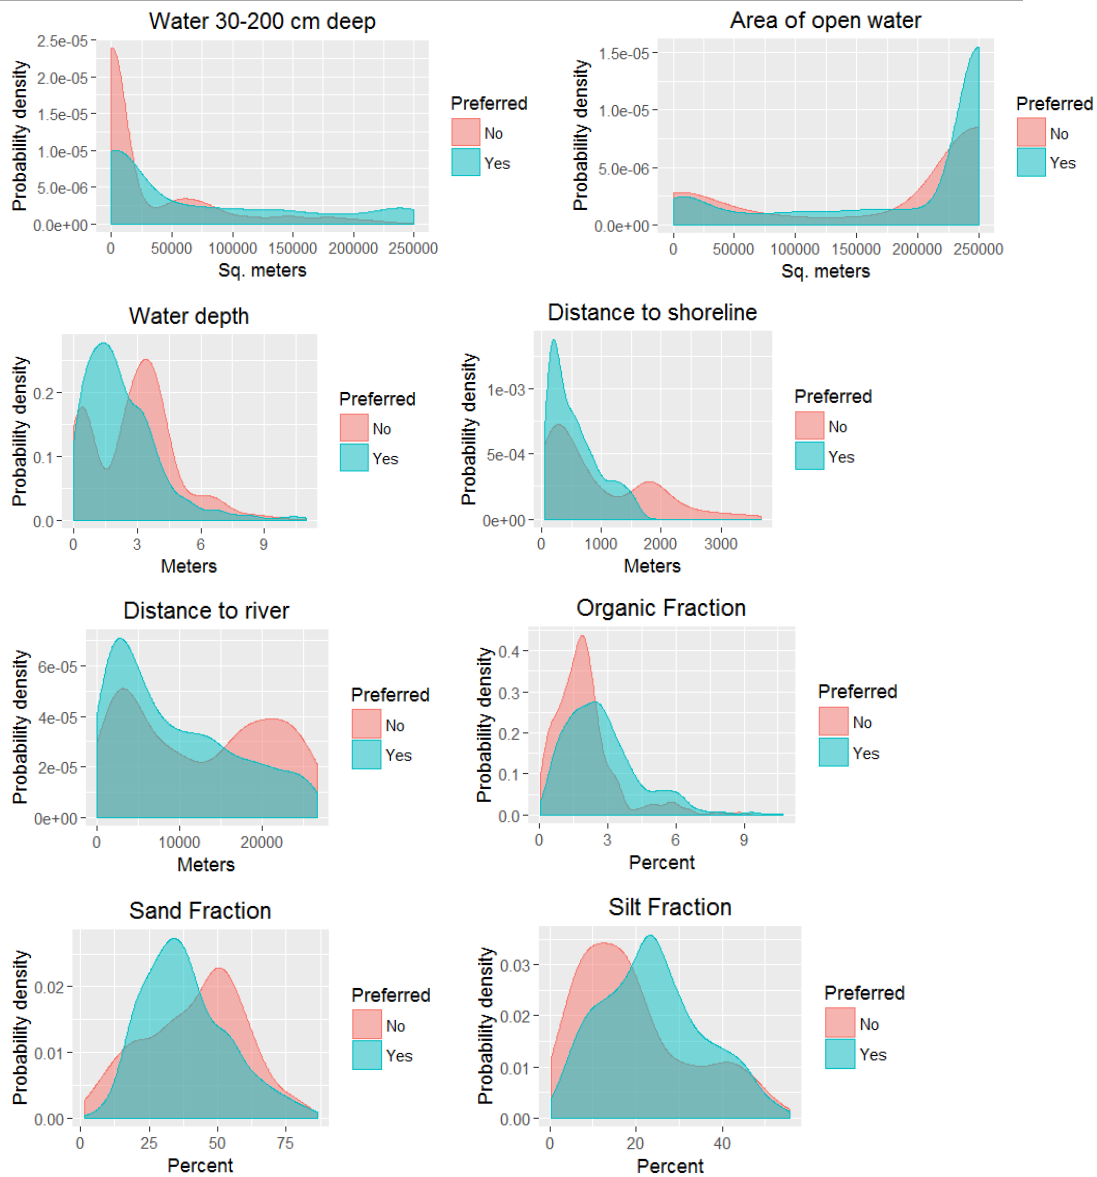 Water 30-200 cm deep
Probability density
2.5e-05
2.0e-05
1.5e-05
1.0e-05
5.0e-06
0.0e+00
0 50000 100000 150000 200000 250000
Sq. meters
Preferred
No
Yes
Area of open water
Probability density
1.5e-05
1.0e-05
5.0e-06
0.0e+00
0 50000 100000 150000 200000 250000
Sq. meters
Preferred
No
Yes
Water depth
Probability density
0.2
0.1
0.0
0 3 6 9
Meters
Preferred
No
Yes
Distance to shoreline
Probability density
1e-03
5e-04
0e+00
0 1000 2000 3000
Meters
Preferred
No
Yes
Distance to river
Probability density
6e-05
4e-05
2e-05
0e+00
0 10000 20000
Meters
Preferred
No
Yes
Organic Fraction
Probability density
0.4
0.3
0.2
0.1
0.0
0 3 6 9
Percent
Preferred
No
Yes
Sand Fraction
Probability density
0.02
0.01
0.00
0 25 50 75
Percent
Preferred
No
Yes
Silt Fraction
Probability density
0.03
0.02
0.01
0.00
0 20 40
Percent
Preferred
No
Yes